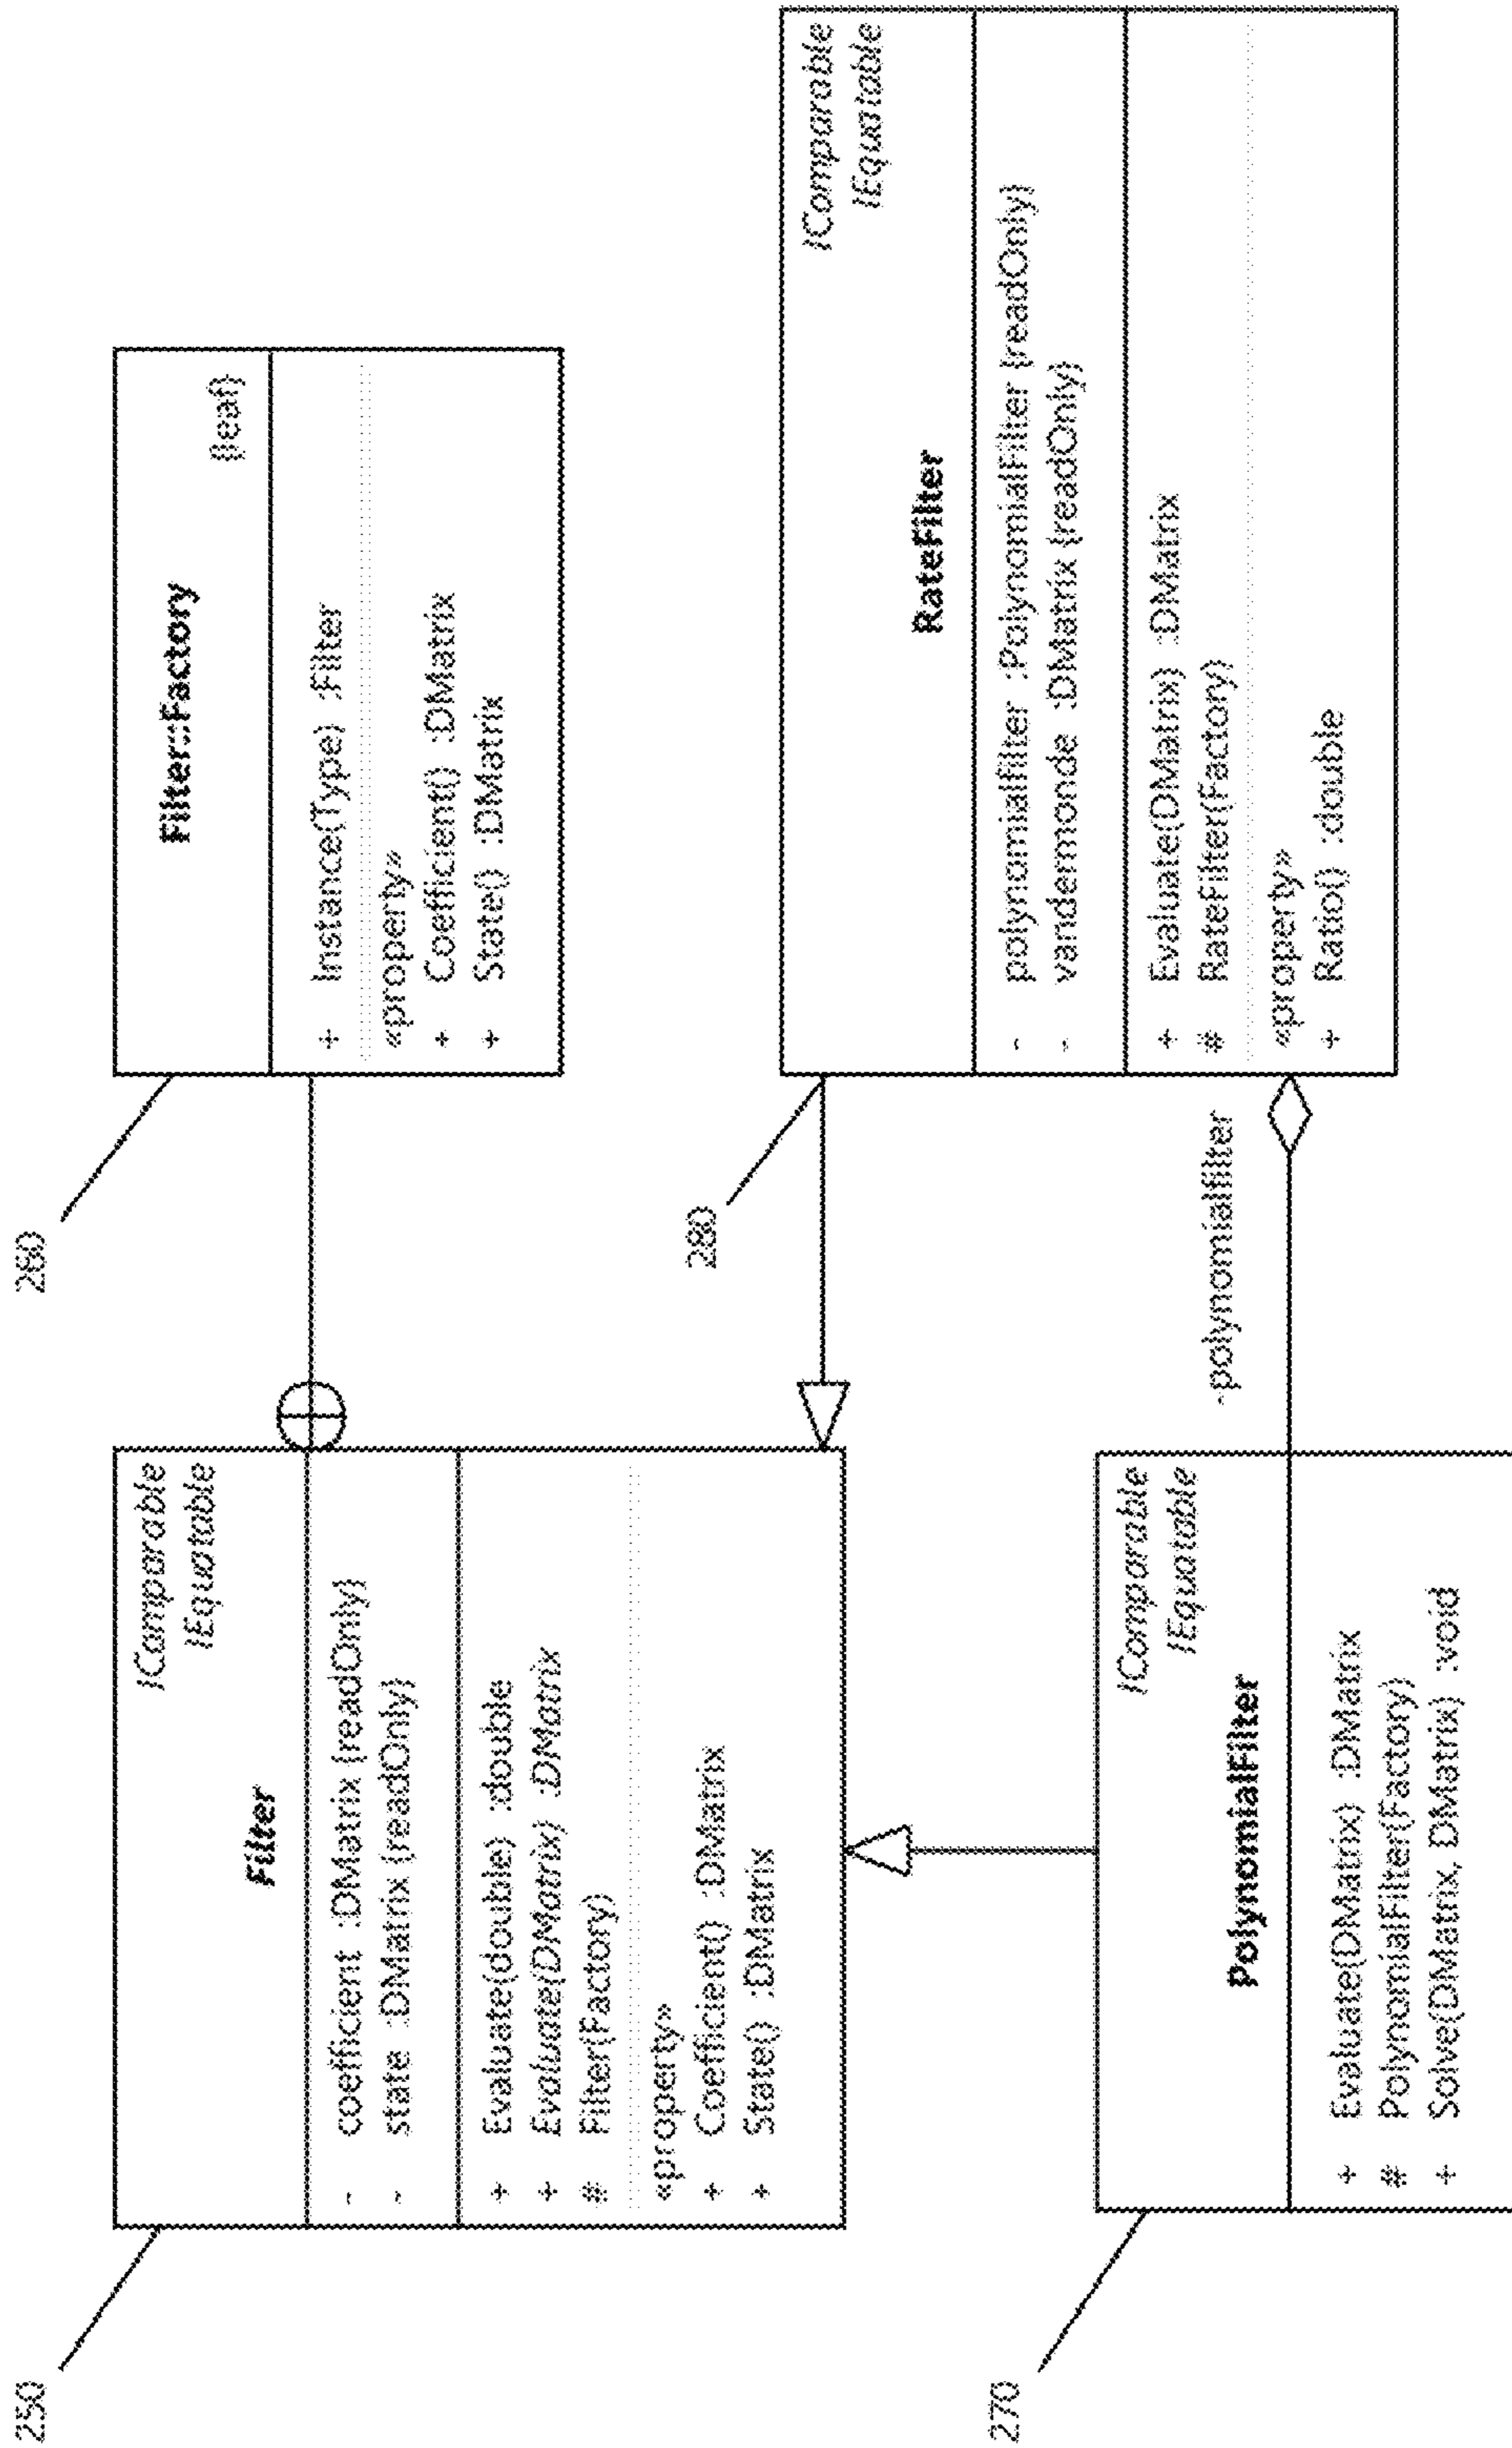 250
IComparable
IEquatable
Filter
- coefficient :DMatrix {readOnly}
- state :DMatrix {readOnly}
+ Evaluate(double) :double
+ Evaluate(DMatrix) :DMatrix
# Filter(Factory)
«property»
+ Coefficient() :DMatrix
+ State() :DMatrix
260
Filter::Factory
{leaf}
+ Instance(Type) :Filter
«property»
+ Coefficient() :DMatrix
+ State() :DMatrix
270
IComparable
IEquatable
PolynomialFilter
+ Evaluate(DMatrix) :DMatrix
# PolynomialFilter(Factory)
+ Solve(DMatrix, DMatrix) :void
-polynomialfilter
280
IComparable
IEquatable
RateFilter
- polynomialfilter :PolynomialFilter {readOnly}
- vandermonde :DMatrix {readOnly}
+ Evaluate(DMatrix) :DMatrix
# RateFilter(Factory)
«property»
+ Ratio() :double